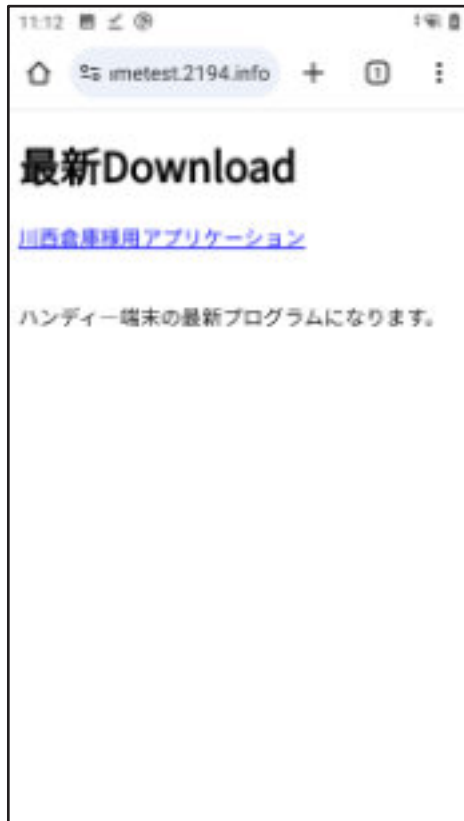 11:12
imetest.2194.info
1
最新Download
川西倉庫様用アプリケーション
ハンディー端末の最新プログラムになります。